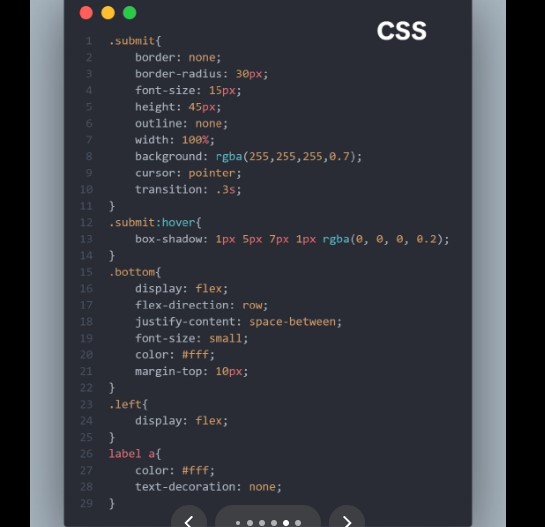 CSS
1 .submit{
2 border: none;
3 border-radius: 30px;
4 font-size: 15px;
5 height: 45px;
6 outline: none;
7 width: 100%;
8 background: rgba(255,255,255,0.7);
9 cursor: pointer;
10 transition: .3s;
11 }
12 .submit:hover{
13 box-shadow: 1px 5px 7px 1px rgba(0, 0, 0, 0.2);
14 }
15 .bottom{
16 display: flex;
17 flex-direction: row;
18 justify-content: space-between;
19 font-size: small;
20 color: #fff;
21 margin-top: 10px;
22 }
23 .left{
24 display: flex;
25 }
26 label a{
27 color: #fff;
28 text-decoration: none;
29 }